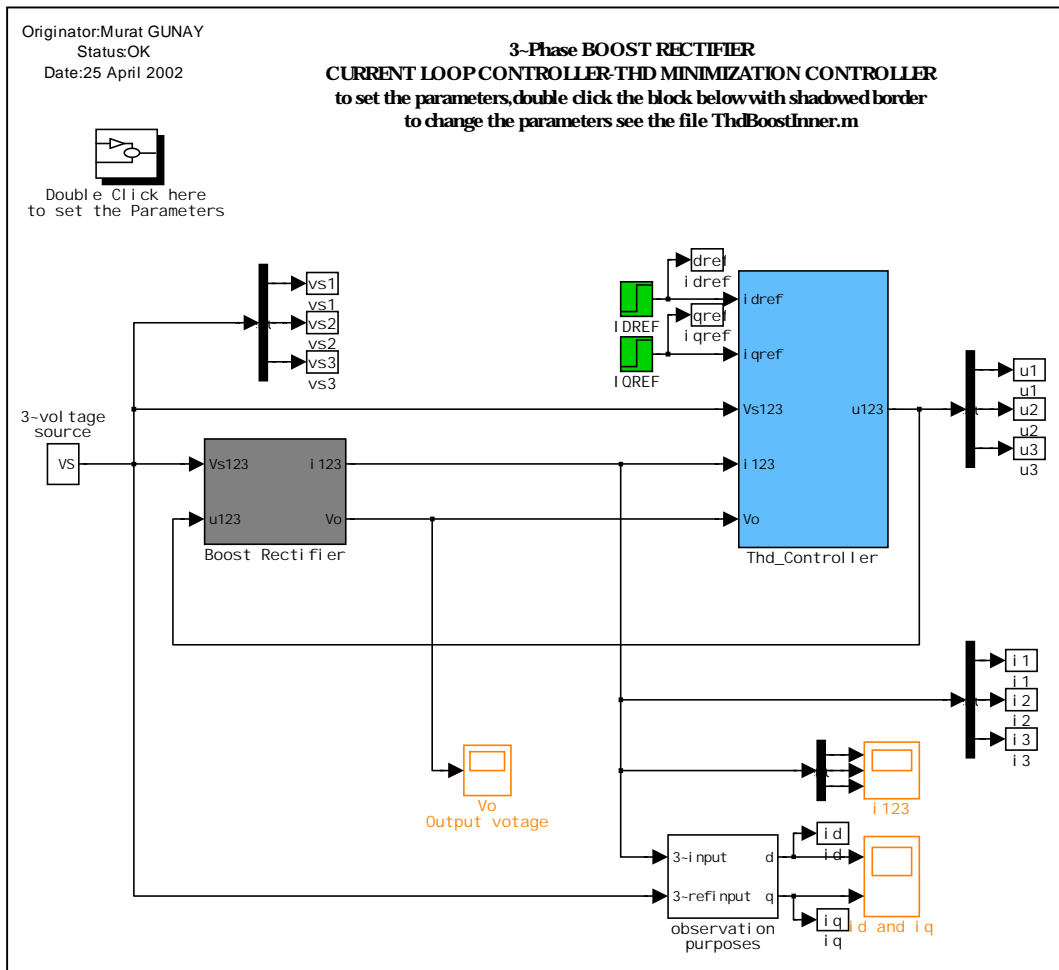 Originator:Murat GUNAY
Status:OK
Date:25 April 2002
3~Phase BOOST RECTIFIER
CURRENT LOOP CONTROLLER-THD MINIMIZATION CONTROLLER
to set the parameters,double click the block below with shadowed border
to change the parameters see the file ThdBoostInner.m
Double Click here
to set the Parameters
vs1
vs1
vs2
vs2
vs3
vs3
dref
idref
IDREF
qref
iqref
IQREF
idref
iqref
Vs123
i123
Vo
u123
Thd_Controller
u1
u1
u2
u2
u3
u3
3~voltage
source
VS
Vs123
u123
i123
Vo
Boost Rectifier
i1
i1
i2
i2
i3
i3
Vo
Output votage
i123
3~input
3~refinput
d
q
observation
purposes
id
id
iq
iq
id and iq